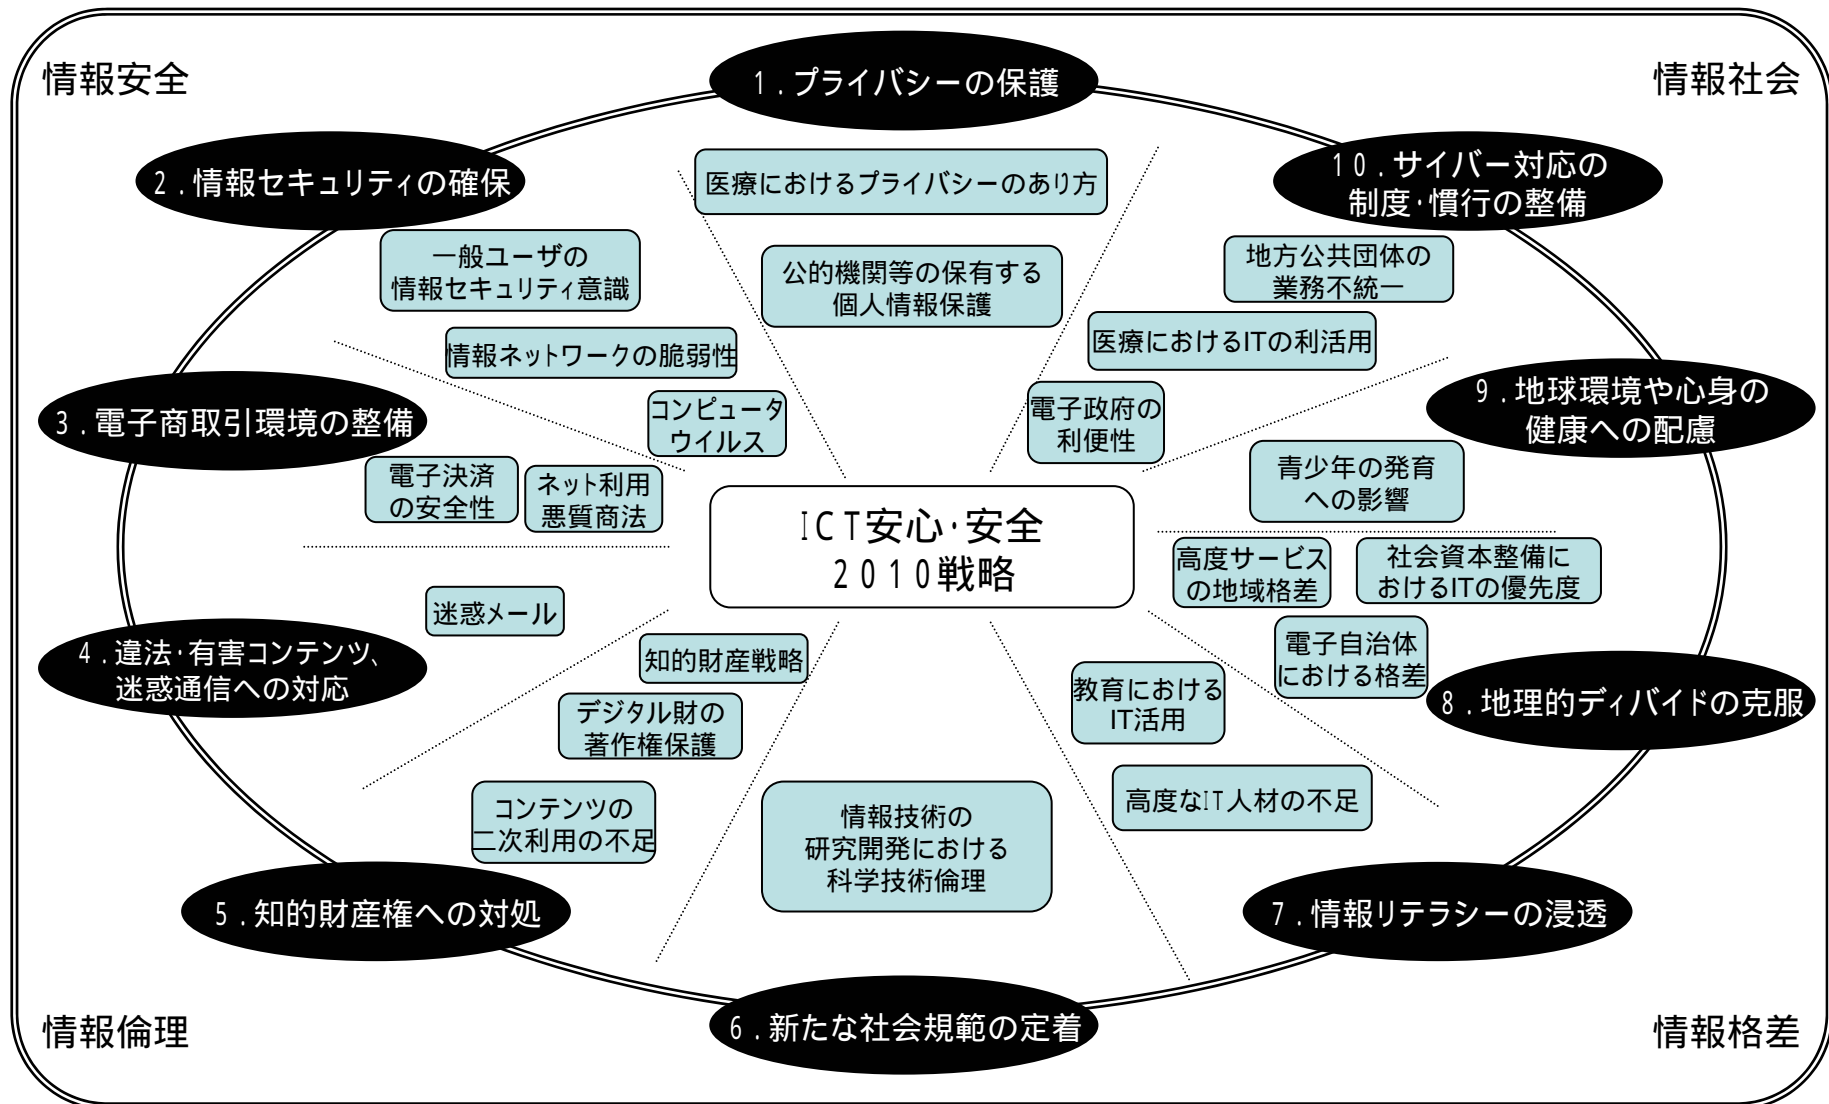 情報安全
情報社会
1.プライバシーの保護
2.情報セキュリティの確保
10.サイバー対応の
制度・慣行の整備
医療におけるプライバシーのあり方
一般ユーザの
情報セキュリティ意識
公的機関等の保有する
個人情報保護
地方公共団体の
業務不統一
情報ネットワークの脆弱性
医療におけるITの利活用
3.電子商取引環境の整備
コンピュータ
ウイルス
電子政府の
利便性
9.地球環境や心身の
健康への配慮
電子決済
の安全性
ネット利用
悪質商法
青少年の発育
への影響
ICT安心・安全
2010戦略
高度サービス
の地域格差
社会資本整備に
おけるITの優先度
迷惑メール
4.違法・有害コンテンツ、
迷惑通信への対応
知的財産戦略
電子自治体
における格差
教育における
IT活用
8.地理的ディバイドの克服
デジタル財の
著作権保護
コンテンツの
二次利用の不足
情報技術の
研究開発における
科学技術倫理
高度なIT人材の不足
5.知的財産権への対処
7.情報リテラシーの浸透
6.新たな社会規範の定着
情報倫理
情報格差